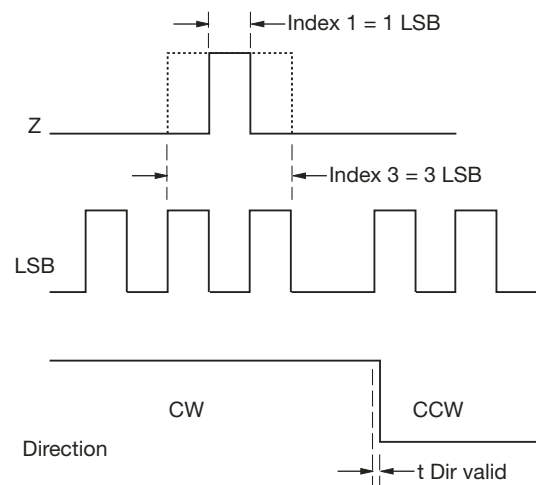 Index 1 = 1 LSB
Z
Index 3 = 3 LSB
LSB
CW
CCW
Direction
t Dir valid